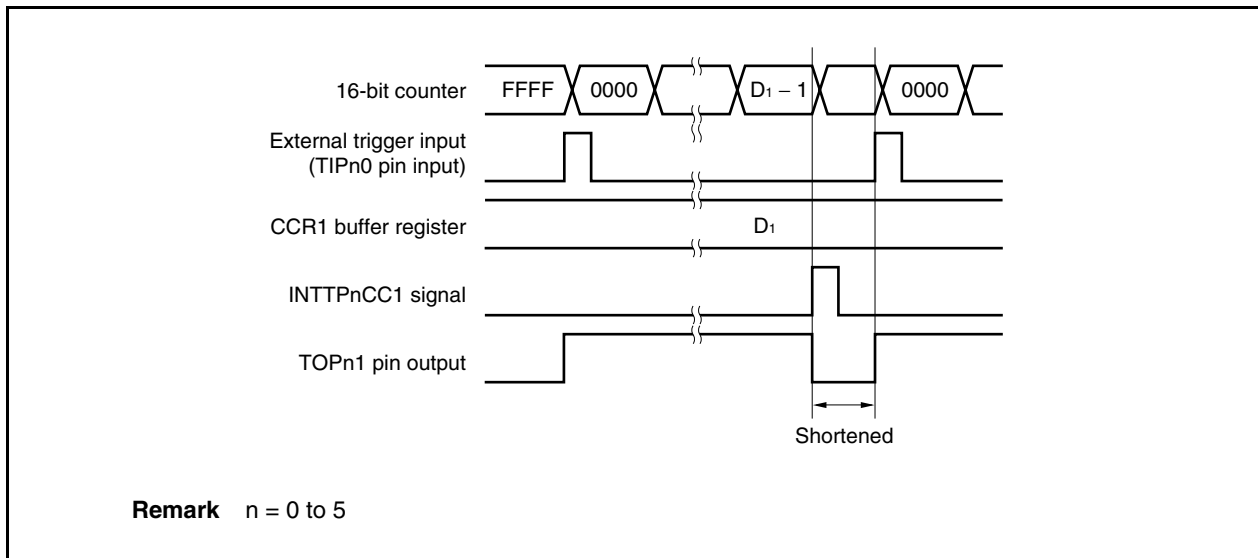 16-bit counter FFFF 0000 D₁ – 1 0000
External trigger input
(TIPn0 pin input)
CCR1 buffer register D₁
INTTPnCC1 signal
TOPn1 pin output
Shortened
Remark n = 0 to 5